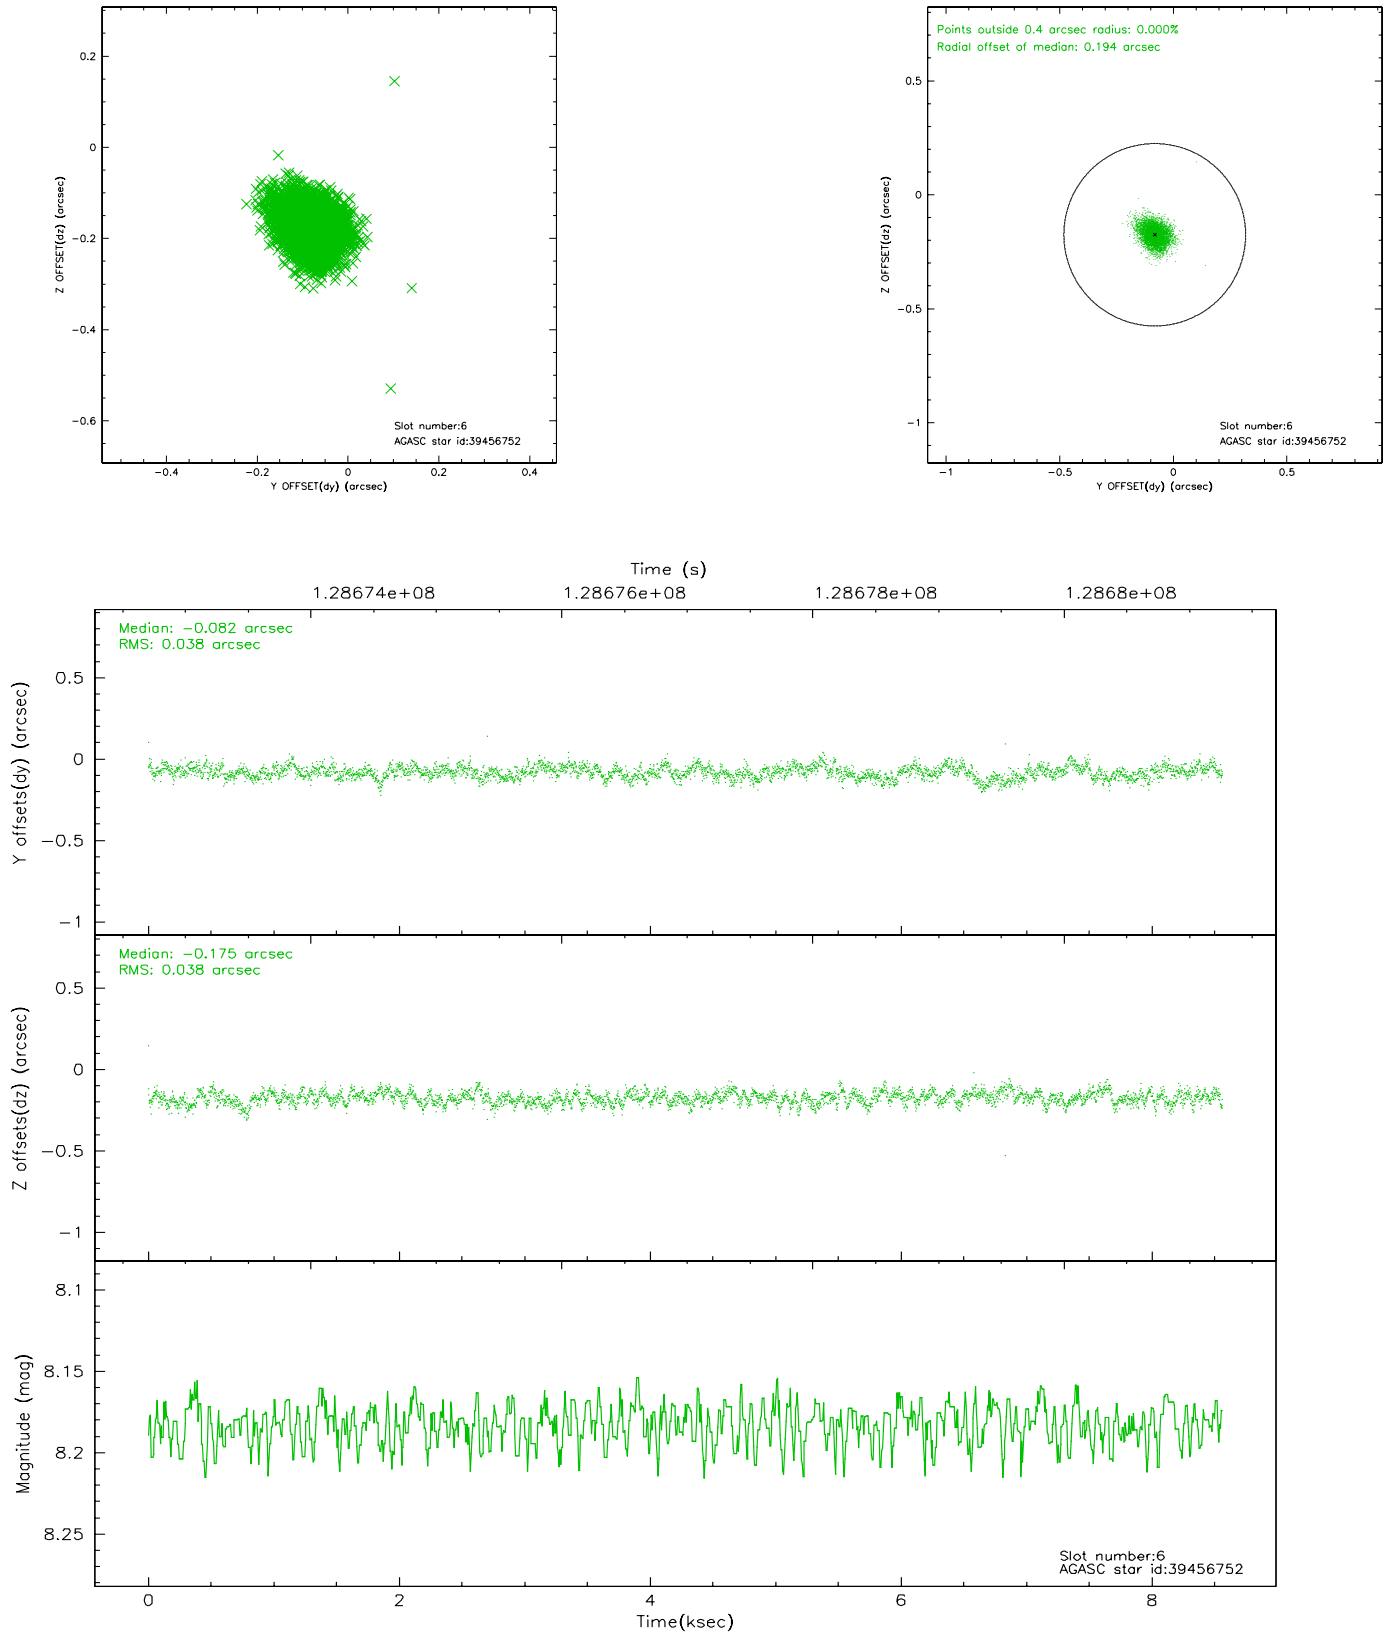 0.2
0
−0.2
−0.4
−0.6
Z OFFSET(dz) (arcsec)
−0.4 −0.2 0 0.2 0.4
Y OFFSET(dy) (arcsec)
Slot number:6
AGASC star id:39456752
Points outside 0.4 arcsec radius: 0.000%
Radial offset of median: 0.194 arcsec
0.5
0
−0.5
−1
Z OFFSET(dz) (arcsec)
−1 −0.5 0 0.5
Y OFFSET(dy) (arcsec)
Slot number:6
AGASC star id:39456752
Time (s)
1.28674e+08 1.28676e+08 1.28678e+08 1.2868e+08
Median: −0.082 arcsec
RMS: 0.038 arcsec
0.5
0
−0.5
−1
Y offsets(dy) (arcsec)
Median: −0.175 arcsec
RMS: 0.038 arcsec
0.5
0
−0.5
−1
Z offsets(dz) (arcsec)
8.1
8.15
8.2
8.25
Magnitude (mag)
Slot number:6
AGASC star id:39456752
0 2 4 6 8
Time(ksec)